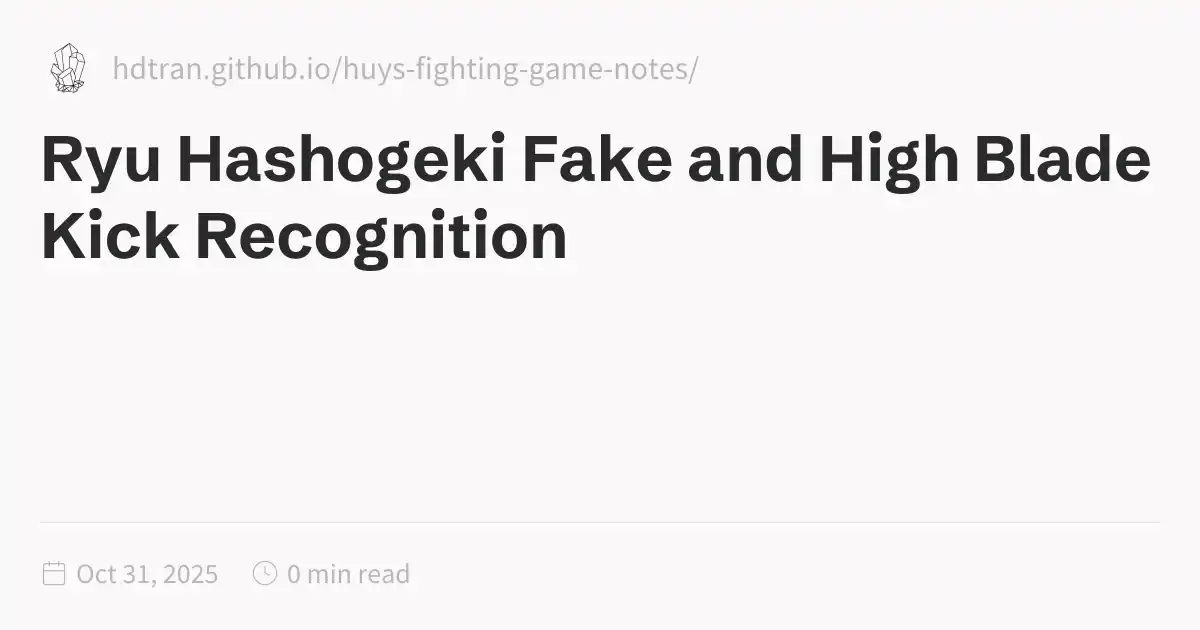 hdtran.github.io/huys-fighting-game-notes/
Ryu Hashogeki Fake and High Blade
Kick Recognition
Oct 31, 2025
0 min read